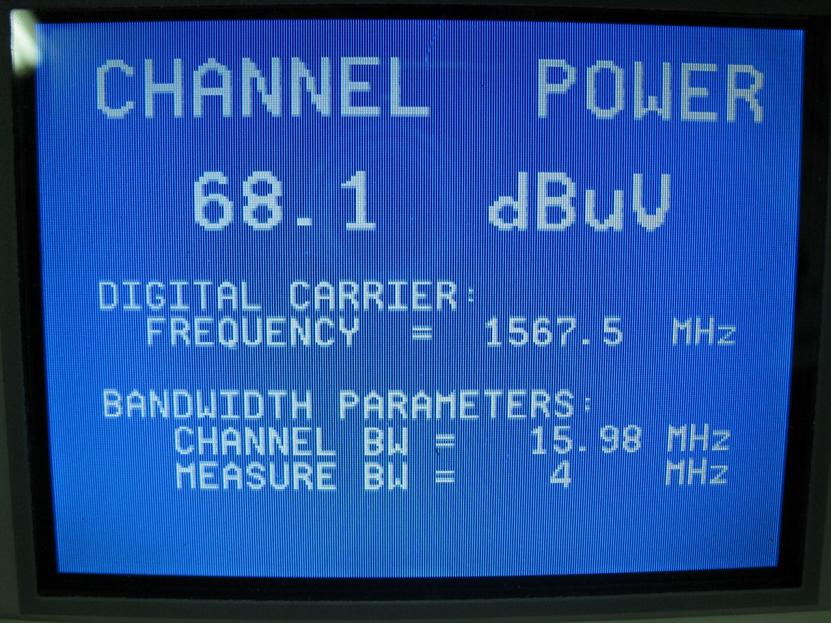 CHANNEL POWER
68.1 dBuV
DIGITAL CARRIER:
FREQUENCY = 1567.5 MHz
BANDWIDTH PARAMETERS:
CHANNEL BW = 15.98 MHz
MEASURE BW = 4 MHz